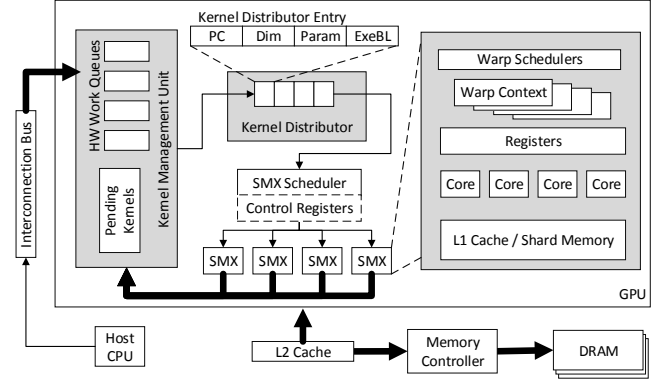 Kernel Distributor Entry
PC Dim Param ExeBL
HW Work Queues
Kernel Management Unit
Pending
Kernels
Interconnection Bus
Kernel Distributor
SMX Scheduler
Control Registers
SMX SMX SMX SMX
Warp Schedulers
Warp Context
Registers
Core Core Core Core
L1 Cache / Shard Memory
GPU
Host
CPU
L2 Cache
Memory
Controller
DRAM